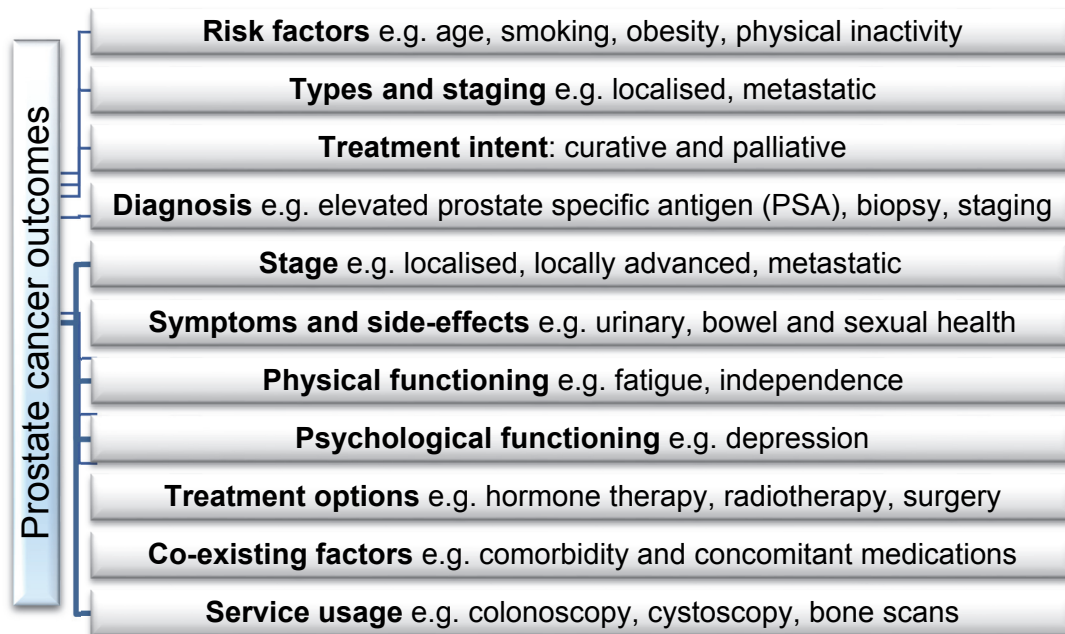 Prostate cancer outcomes
Risk factors e.g. age, smoking, obesity, physical inactivity
Types and staging e.g. localised, metastatic
Treatment intent: curative and palliative
Diagnosis e.g. elevated prostate specific antigen (PSA), biopsy, staging
Stage e.g. localised, locally advanced, metastatic
Symptoms and side-effects e.g. urinary, bowel and sexual health
Physical functioning e.g. fatigue, independence
Psychological functioning e.g. depression
Treatment options e.g. hormone therapy, radiotherapy, surgery
Co-existing factors e.g. comorbidity and concomitant medications
Service usage e.g. colonoscopy, cystoscopy, bone scans